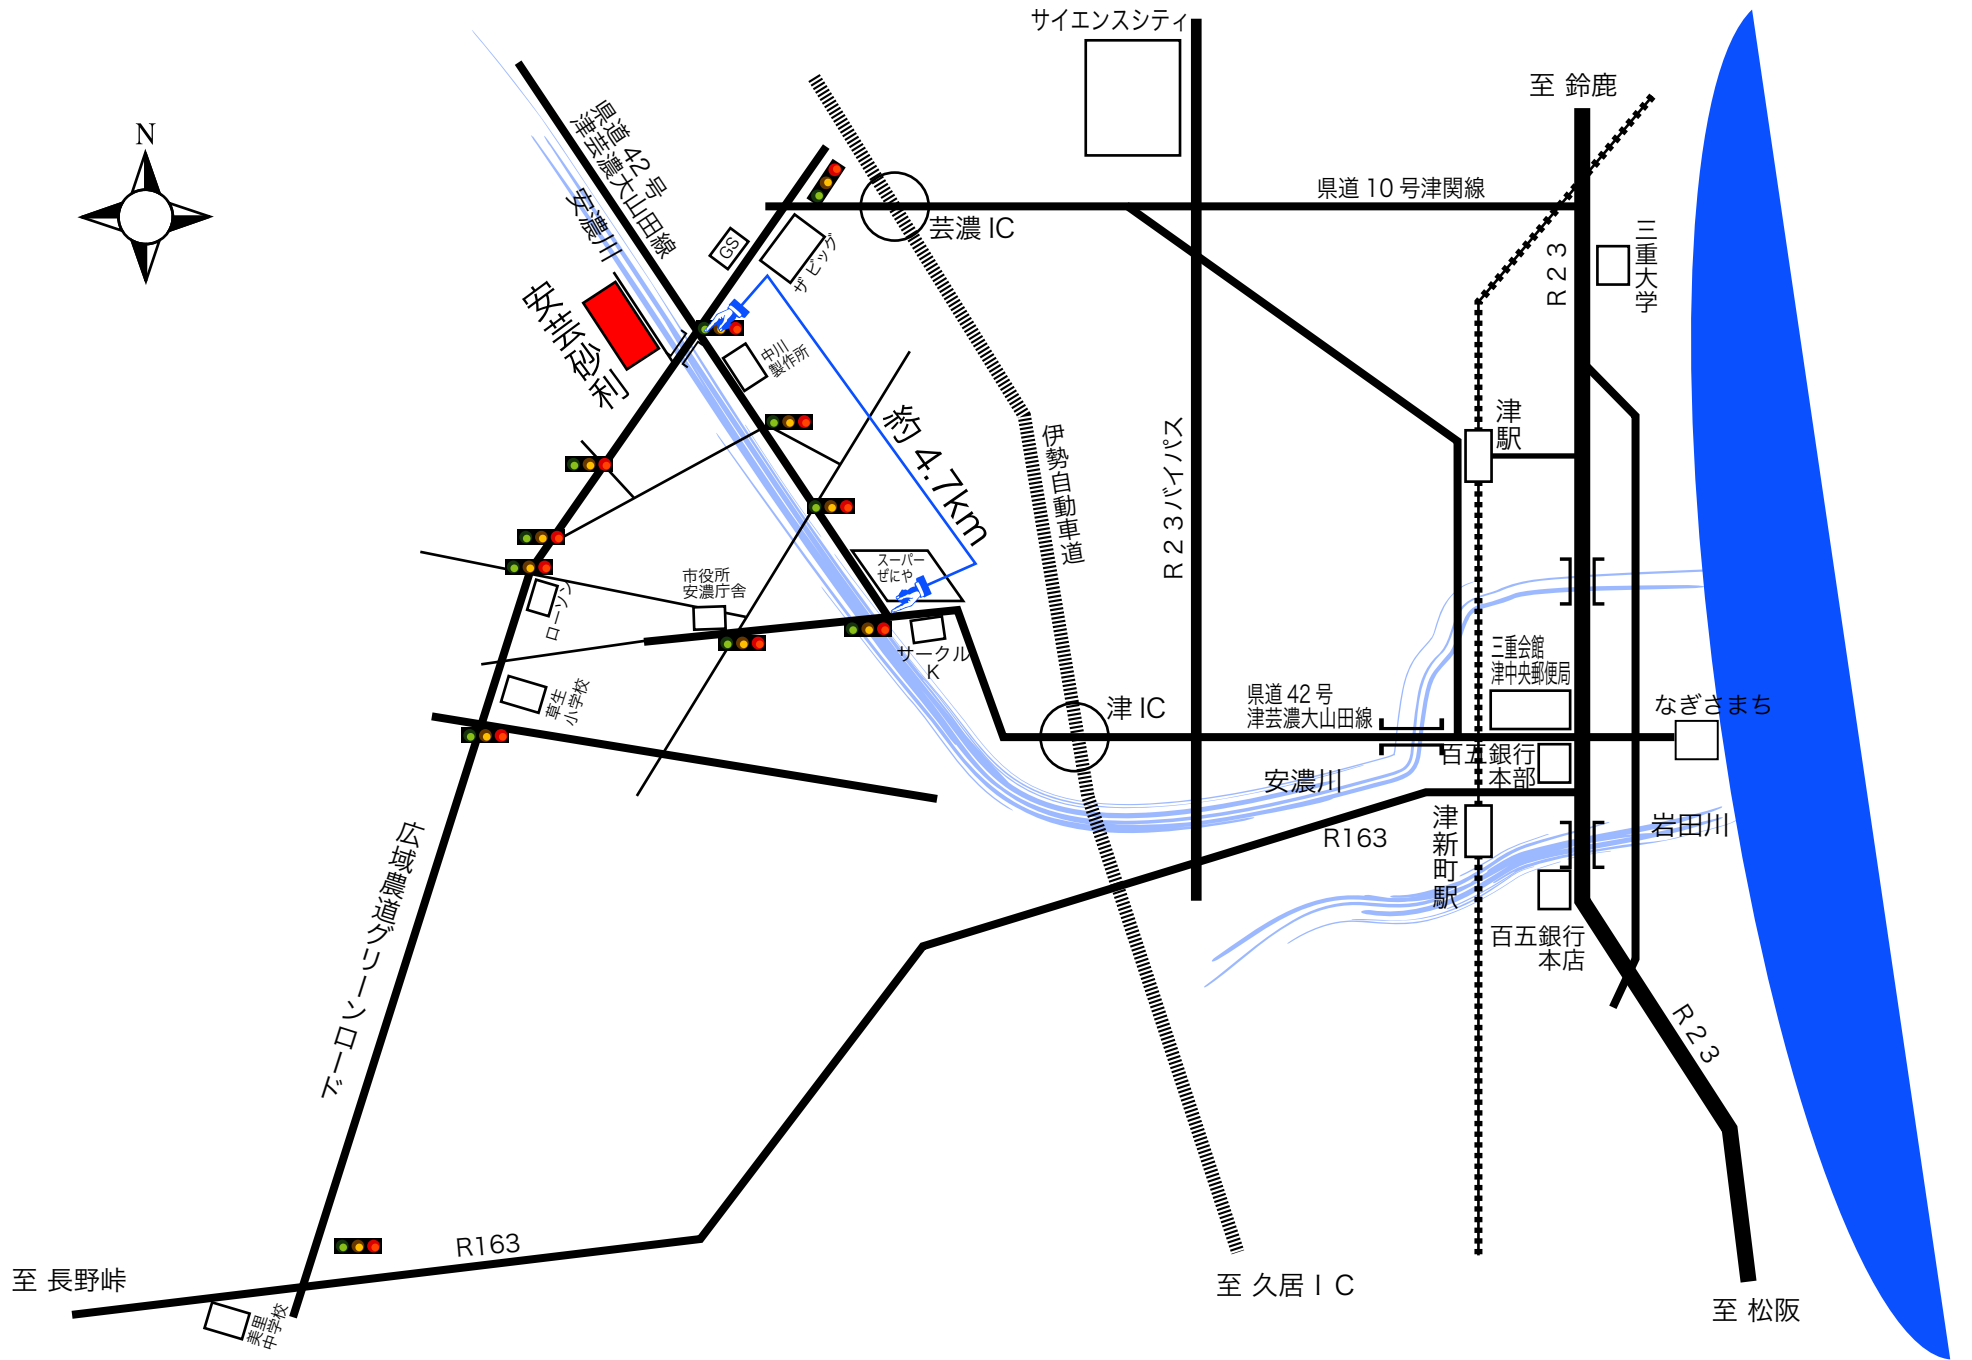 サイエンスシティ
至 鈴鹿
N
県道 42 号
津芸濃大山田線
安濃川
県道 10 号津関線
芸濃 IC
GS
ザ ビッグ
R23
三重大学
安芸砂利
中川
製作所
約 4.7km
伊勢自動車道
R23バイパス
津駅
スーパー
ぜにや
市役所
安濃庁舎
ローソン
サークル
K
三重会館
津中央郵便局
草生
小学校
津 IC
県道 42 号
津芸濃大山田線
なぎさまち
百五銀行
本部
安濃川
津新町駅
R163
岩田川
広域農道グリーンロード
百五銀行
本店
R23
R163
至 長野峠
至 久居IC
至 松阪
美里
中学校